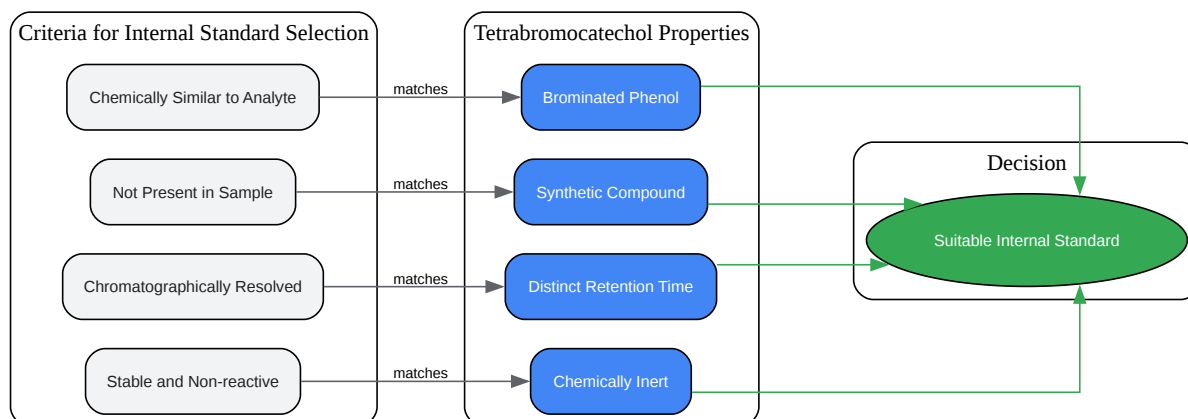 Criteria for Internal Standard Selection
Tetrabromocatechol Properties
Chemically Similar to Analyte
matches
Brominated Phenol
Decision
Not Present in Sample
matches
Synthetic Compound
Suitable Internal Standard
Chromatographically Resolved
matches
Distinct Retention Time
Stable and Non-reactive
matches
Chemically Inert